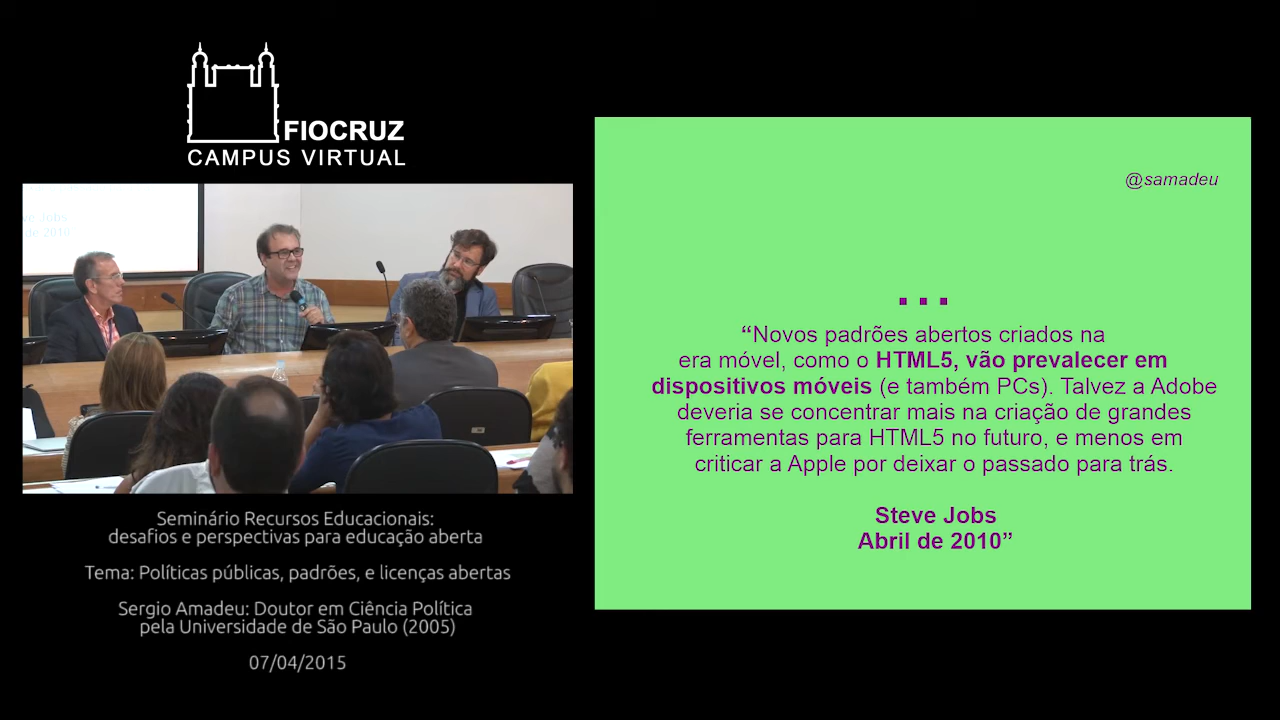 FIOCRUZ
CAMPUS VIRTUAL
ve Jobs
de 2010
Seminário Recursos Educacionais:
desafios e perspectivas para educação aberta
Tema: Políticas públicas, padrões, e licenças abertas
Sergio Amadeu: Doutor em Ciência Política
pela Universidade de São Paulo (2005)
07/04/2015
@samadeu
...
“Novos padrões abertos criados na
era móvel, como o HTML5, vão prevalecer em
dispositivos móveis (e também PCs). Talvez a Adobe
deveria se concentrar mais na criação de grandes
ferramentas para HTML5 no futuro, e menos em
criticar a Apple por deixar o passado para trás.
Steve Jobs
Abril de 2010”